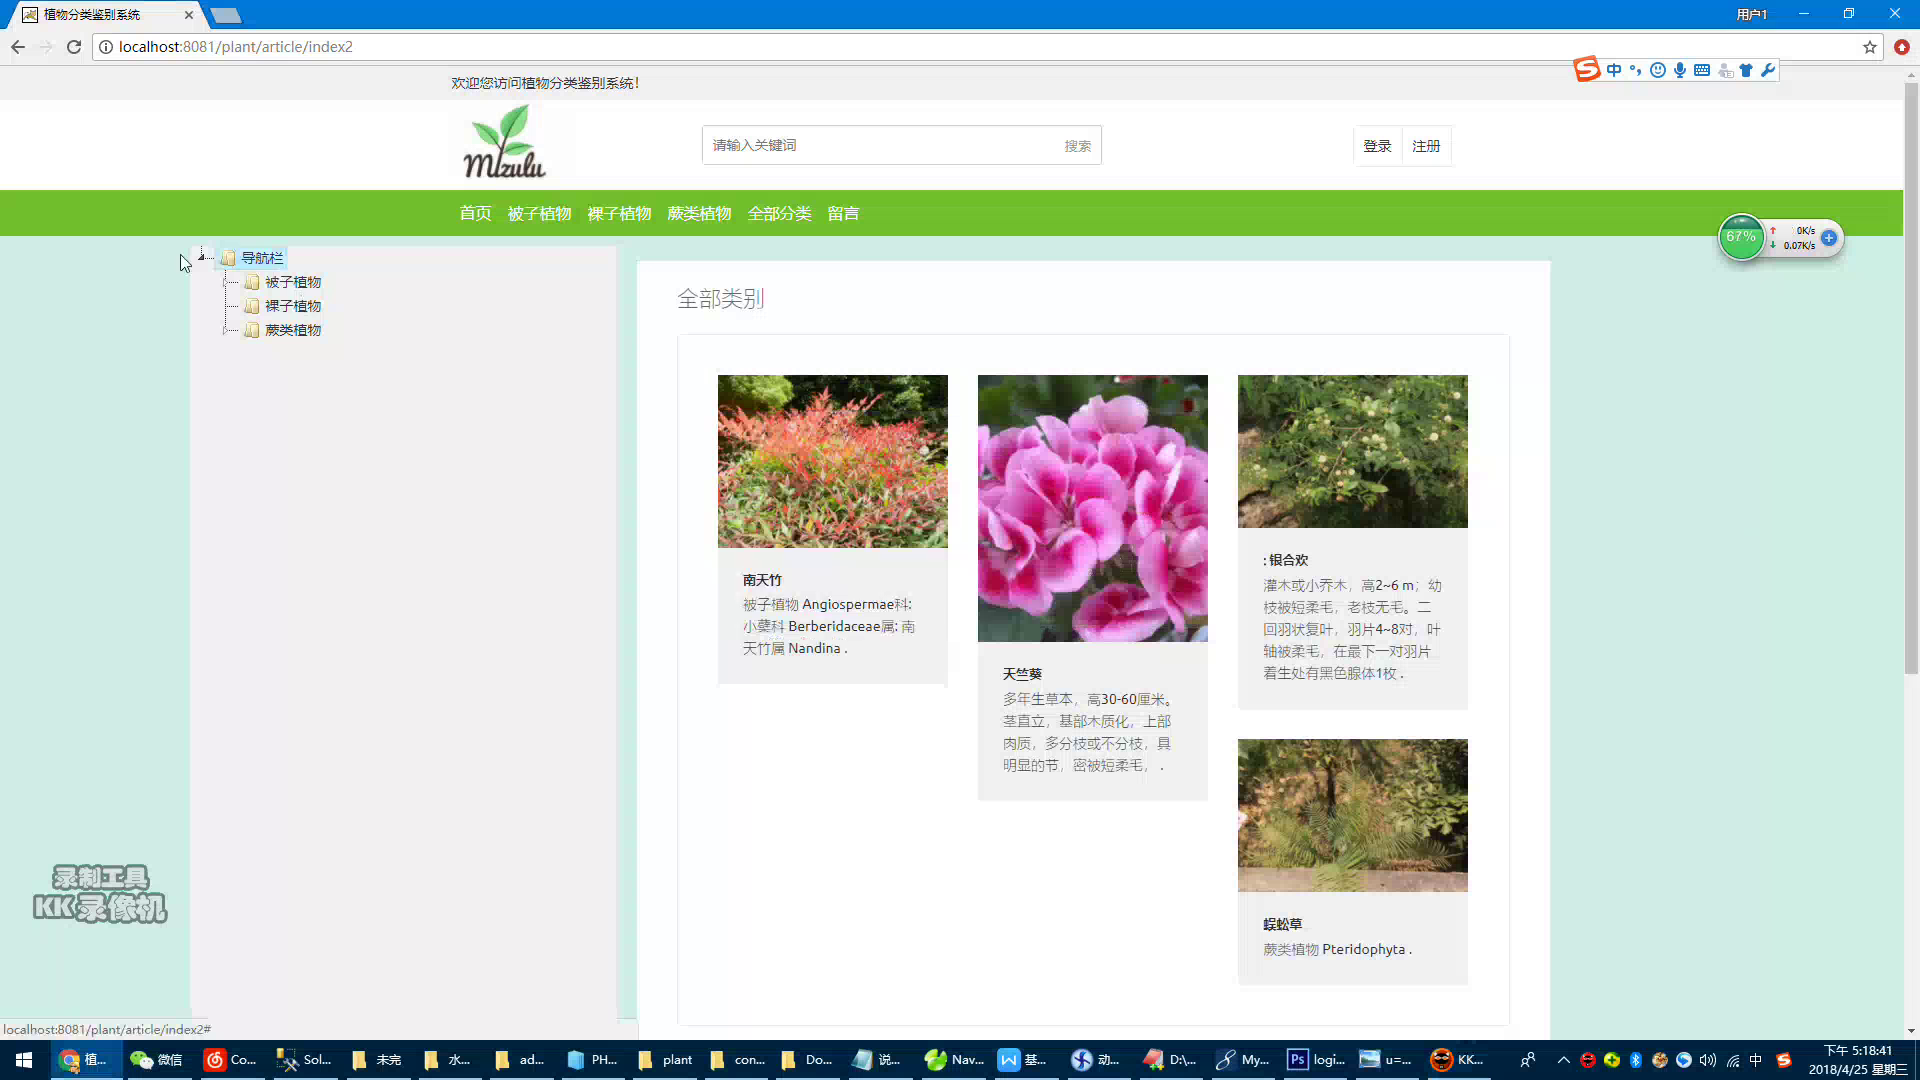 植物分类鉴别系统
用户1
localhost:8081/plant/article/index2
中
欢迎您访问植物分类鉴别系统！
Mizulu
请输入关键词
搜索
登录
注册
首页 被子植物 裸子植物 蕨类植物 全部分类 留言
67%
0K/s
0.07K/s
导航栏
被子植物
裸子植物
蕨类植物
全部类别
南天竹
被子植物 Angiospermae科:
小蘖科 Berberidaceae属: 南
天竹属 Nandina .
天竺葵
多年生草本，高30-60厘米。
茎直立，基部木质化，上部
肉质，多分枝或不分枝，具
明显的节，密被短柔毛， .
: 银合欢
灌木或小乔木，高2~6 m；幼
枝被短柔毛，老枝无毛。二
回羽状复叶，羽片4~8对，叶
轴被柔毛，在最下一对羽片
着生处有黑色腺体1枚 .
蜈蚣草
蕨类植物 Pteridophyta .
录制工具
KK录像机
localhost:8081/plant/article/index2#
植...
微信
Co...
Sol...
未完
水...
ad...
PH...
plant
con...
Do...
说...
Nav...
基...
动...
D:\...
My...
logi...
u=...
KK...
中
下午 5:18:41
2018/4/25 星期三